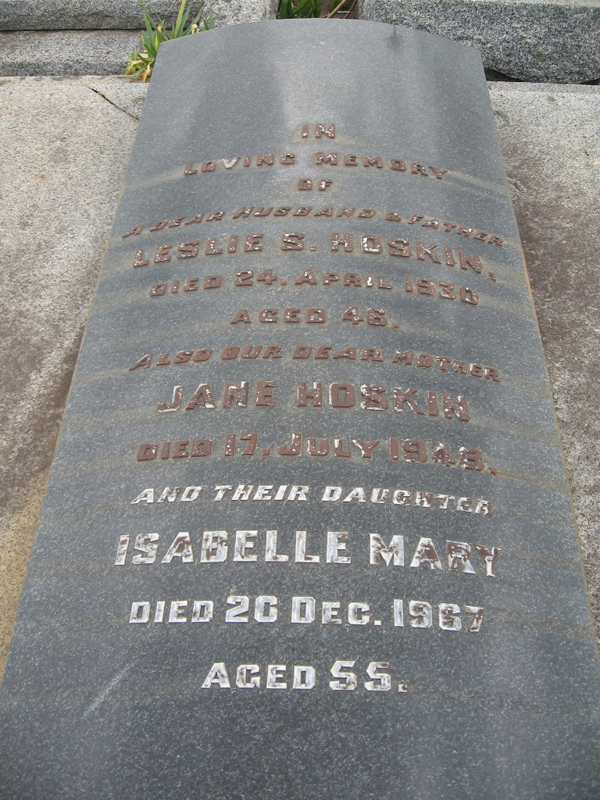 IN
LOVING MEMORY
OF
A DEAR HUSBAND & FATHER
LESLIE S. HOSKIN.
DIED 24. APRIL 1930
AGED 46.
ALSO OUR DEAR MOTHER
JANE HOSKIN
DIED 17. JULY
AND THEIR DAUGHTER
ISABELLE MARY
DIED 20 DEC. 1967
AGED 55.